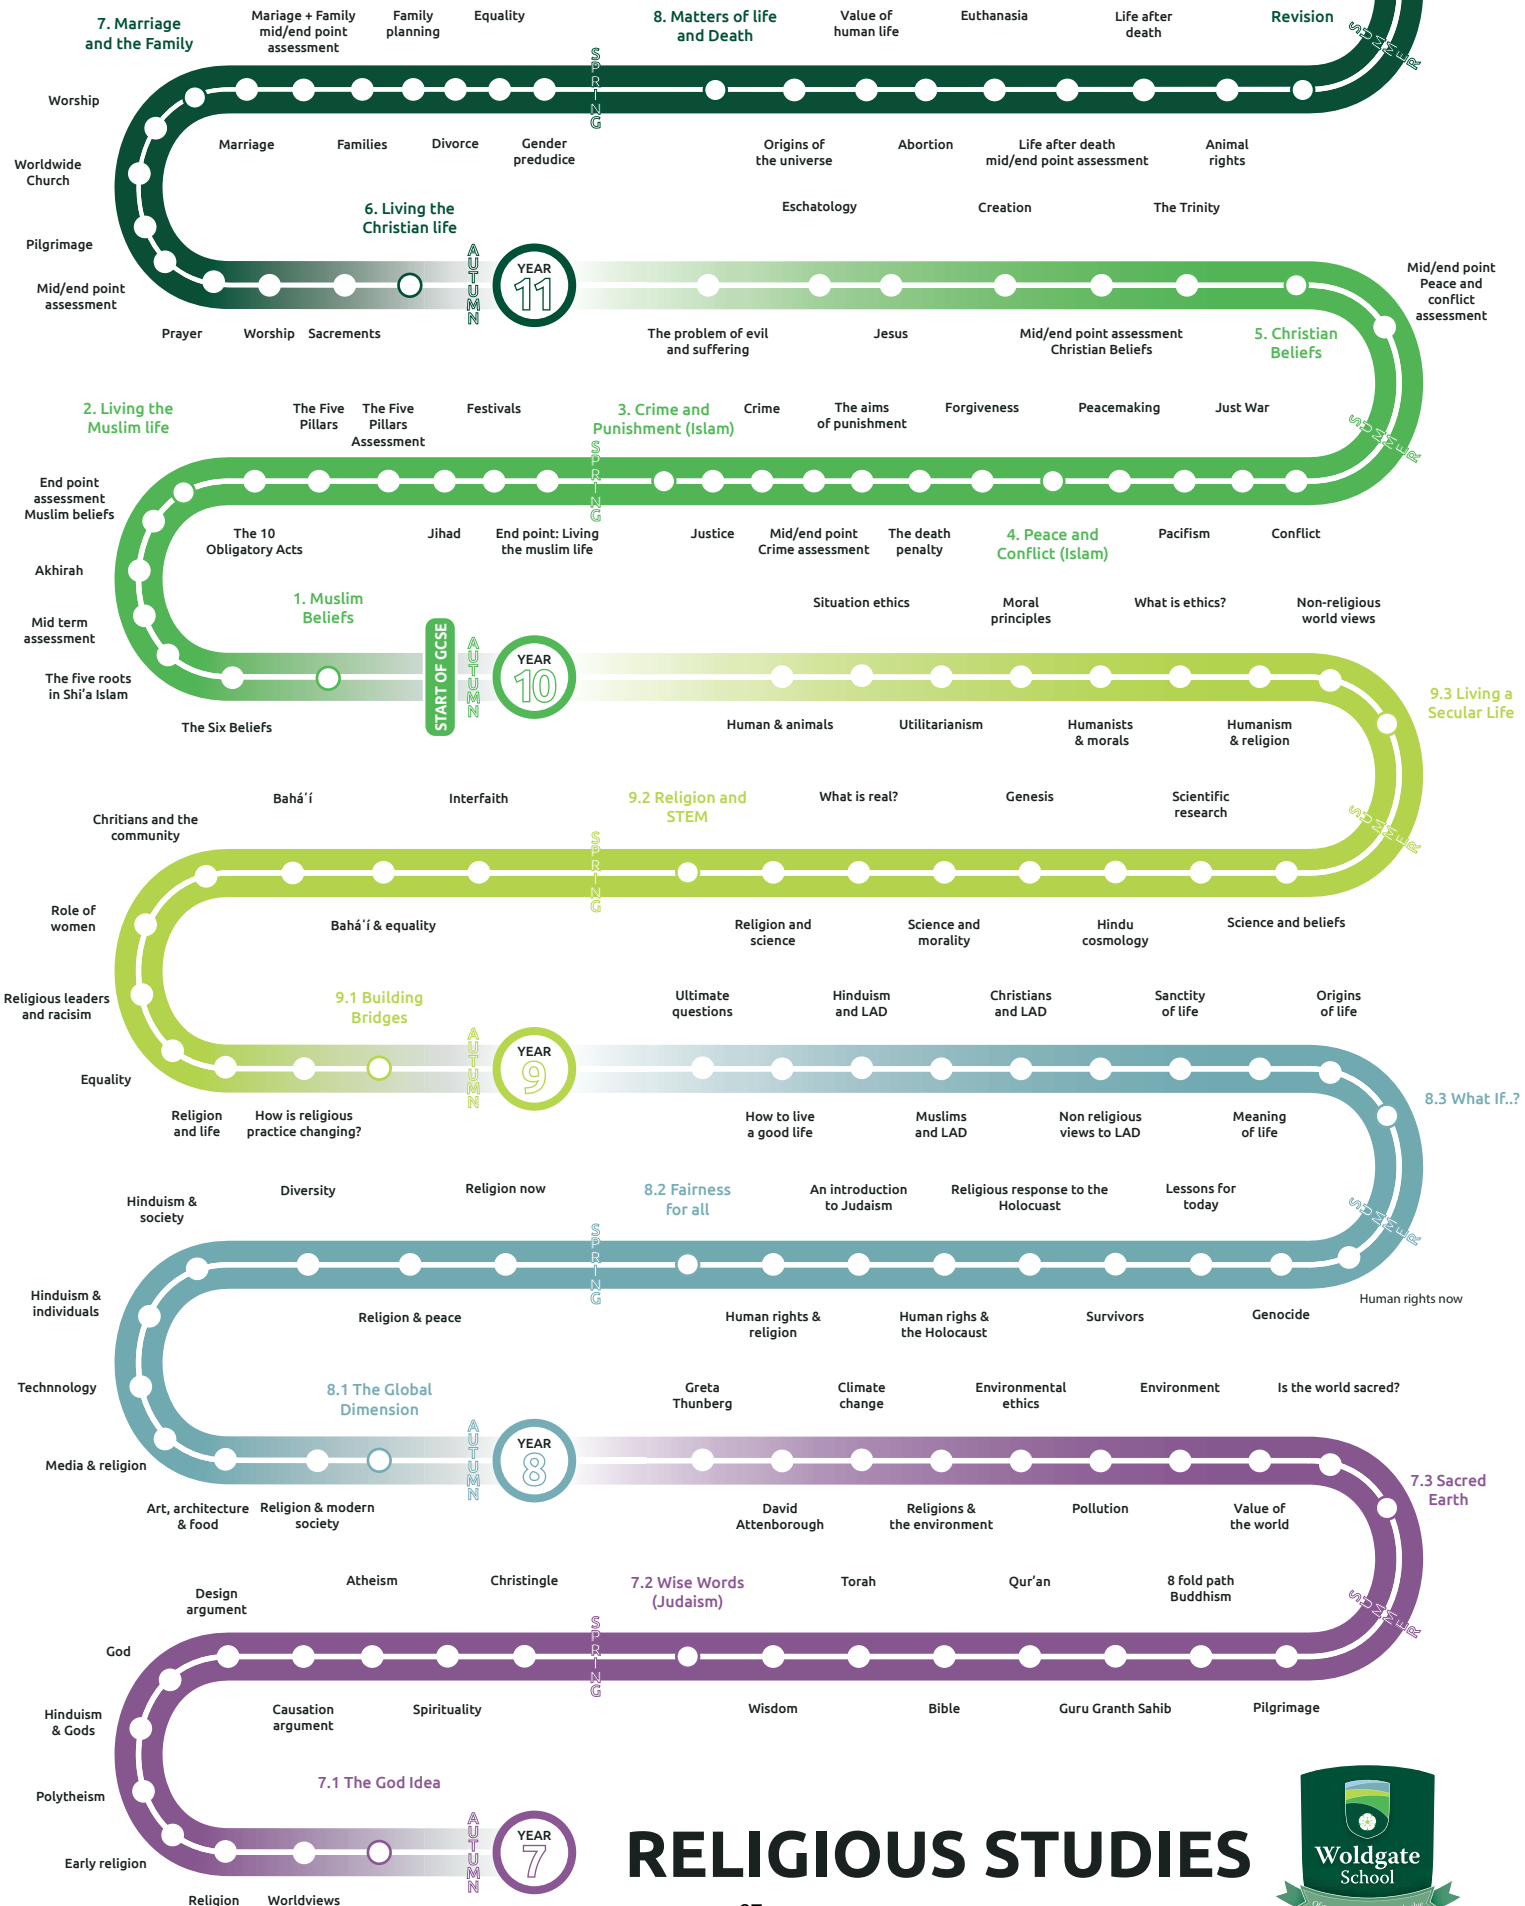 7. Marriage
and the Family
Mariage + Family
mid/end point
assessment
Family
planning
Equality
8. Matters of life
and Death
Value of
human life
Euthanasia
Life after
death
Revision
SUMMER
SPRING
Worship
Worldwide
Church
Pilgrimage
Mid/end point
assessment
Marriage
Families
Divorce
Gender
predudice
Origins of
the universe
Abortion
Life after death
mid/end point assessment
Animal
rights
6. Living the
Christian life
Eschatology
Creation
The Trinity
AUTUMN
YEAR
11
Mid/end point
Peace and
conflict
assessment
Prayer
Worship
Sacrements
The problem of evil
and suffering
Jesus
Mid/end point assessment
Christian Beliefs
5. Christian
Beliefs
2. Living the
Muslim life
The Five
Pillars
The Five
Pillars
Assessment
Festivals
3. Crime and
Punishment (Islam)
Crime
The aims
of punishment
Forgiveness
Peacemaking
Just War
SUMMER
SPRING
End point
assessment
Muslim beliefs
Akhirah
Mid term
assessment
The five roots
in Shi’a Islam
The 10
Obligatory Acts
Jihad
End point: Living
the muslim life
Justice
Mid/end point
Crime assessment
The death
penalty
4. Peace and
Conflict (Islam)
Pacifism
Conflict
1. Muslim
Beliefs
Situation ethics
Moral
principles
What is ethics?
Non-religious
world views
START OF GCSE
AUTUMN
YEAR
10
The Six Beliefs
Human & animals
Utilitarianism
Humanists
& morals
Humanism
& religion
9.3 Living a
Secular Life
Chritians and the
community
Bahá´í
Interfaith
9.2 Religion and
STEM
What is real?
Genesis
Scientific
research
SUMMER
SPRING
Role of
women
Religious leaders
and racisim
Equality
Bahá´í & equality
Religion and
science
Science and
morality
Hindu
cosmology
Science and beliefs
9.1 Building
Bridges
Ultimate
questions
Hinduism
and LAD
Christians
and LAD
Sanctity
of life
Origins
of life
AUTUMN
YEAR
9
Religion
and life
How is religious
practice changing?
How to live
a good life
Muslims
and LAD
Non religious
views to LAD
Meaning
of life
8.3 What If..?
Hinduism &
society
Diversity
Religion now
8.2 Fairness
for all
An introduction
to Judaism
Religious response to the
Holocuast
Lessons for
today
SUMMER
SPRING
Hinduism &
individuals
Technnology
Media & religion
Religion & peace
Human rights &
religion
Human righs &
the Holocaust
Survivors
Genocide
Human rights now
8.1 The Global
Dimension
Greta
Thunberg
Climate
change
Environmental
ethics
Environment
Is the world sacred?
AUTUMN
YEAR
8
Art, architecture
& food
Religion & modern
society
David
Attenborough
Religions &
the environment
Pollution
Value of
the world
7.3 Sacred
Earth
Design
argument
Atheism
Christingle
7.2 Wise Words
(Judaism)
Torah
Qur’an
8 fold path
Buddhism
SUMMER
SPRING
God
Hinduism
& Gods
Polytheism
Early religion
Causation
argument
Spirituality
Wisdom
Bible
Guru Granth Sahib
Pilgrimage
7.1 The God Idea
AUTUMN
YEAR
7
Religion
Worldviews
RELIGIOUS STUDIES
Woldgate
School